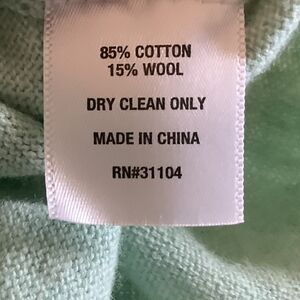 85% COTTON
15% WOOL
DRY CLEAN ONLY
MADE IN CHINA
RN#31104